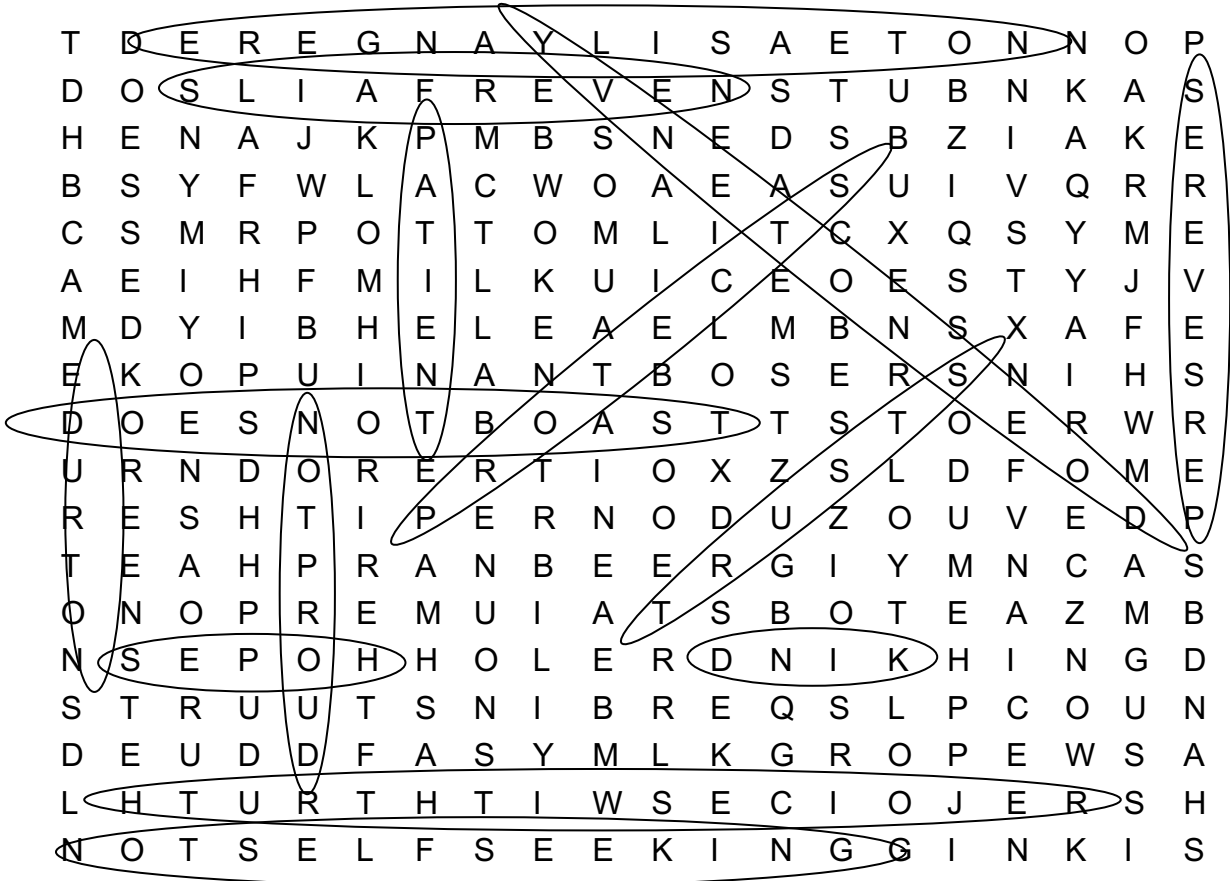 T D E R E G N A Y L I S A E T O N N O P
D O S L I A F R E V E N S T U B N K A S
H E N A J K P M B S N E D S B Z I A K E
B S Y F W L A C W O A E A S U I V Q R R
C S M R P O T T O M L I T C X Q S Y M E
A E I H F M I L K U I C E O E S T Y J V
M D Y I B H E L E A E L M B N S X A F E
E K O P U I N A N T B O S E R S N I H S
D O E S N O T B O A S T T S T O E R W R
U R N D O R E R T I O X Z S L D F O M E
R E S H T I P E R N O D U Z O U V E D P
T E A H P R A N B E E R G I Y M N C A S
O N O P R E M U I A T S B O T E A Z M B
N S E P O H H O L E R D N I K H I N G D
S T R U U T S N I B R E Q S L P C O U N
D E U D D F A S Y M L K G R O P E W S A
L H T U R T H T I W S E C I O J E R S H
N O T S E L F S E E K I N G G I N K I S